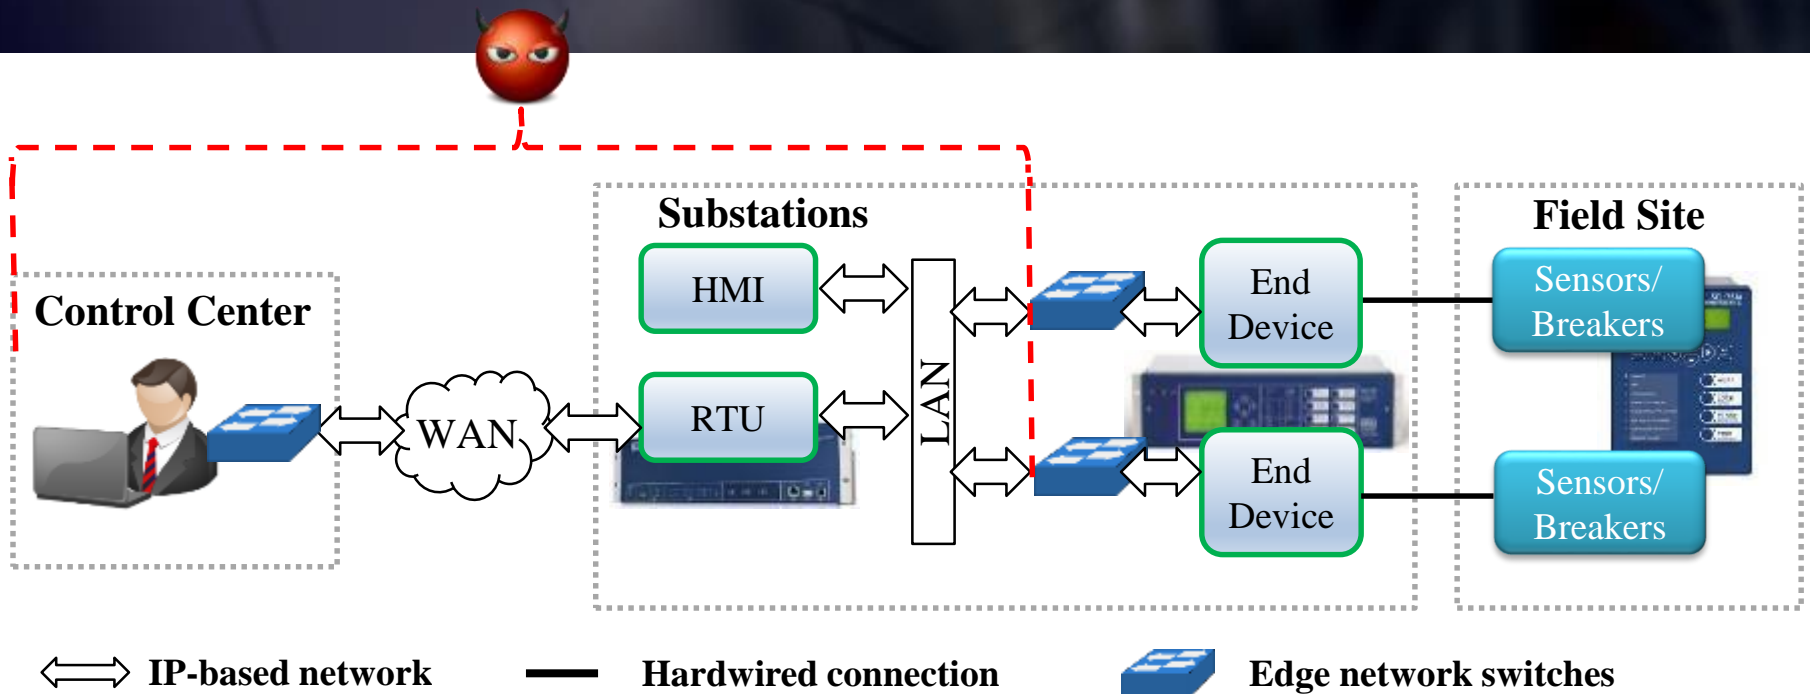 Substations
Field Site
Control Center
HMI
End
Device
Sensors/
Breakers
WAN
RTU
LAN
End
Device
Sensors/
Breakers
IP-based network
Hardwired connection
Edge network switches